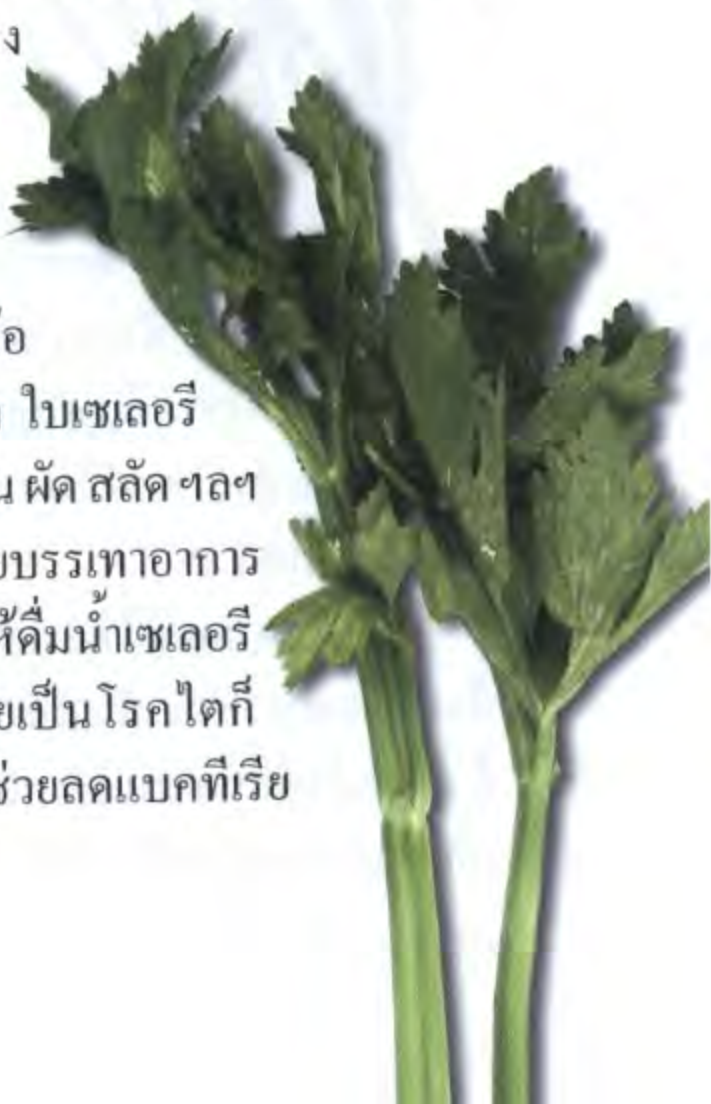 ง
ใบเซเลอรี
ผัด สลัด ฯลฯ
บรรเทาอาการ
ให้ดื่มน้ำเซเลอรี
เป็นโรคไตก็
ช่วยลดแบคทีเรีย